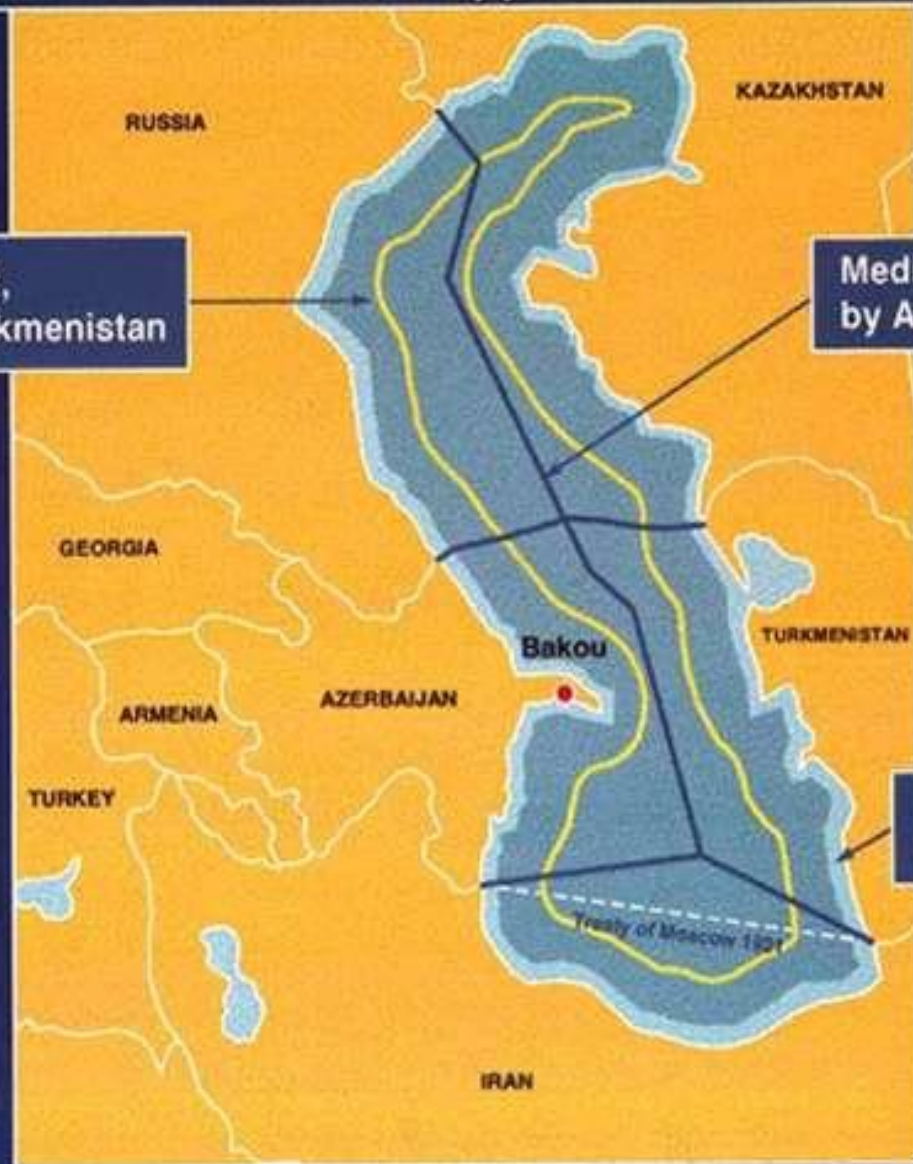 RUSSIA
KAZAKHSTAN
kmenistan
Med
by A
GEORGIA
Bakou
TURKMENISTAN
ARMENIA
AZERBAIJAN
TURKEY
Treaty of Moscow 1921
IRAN